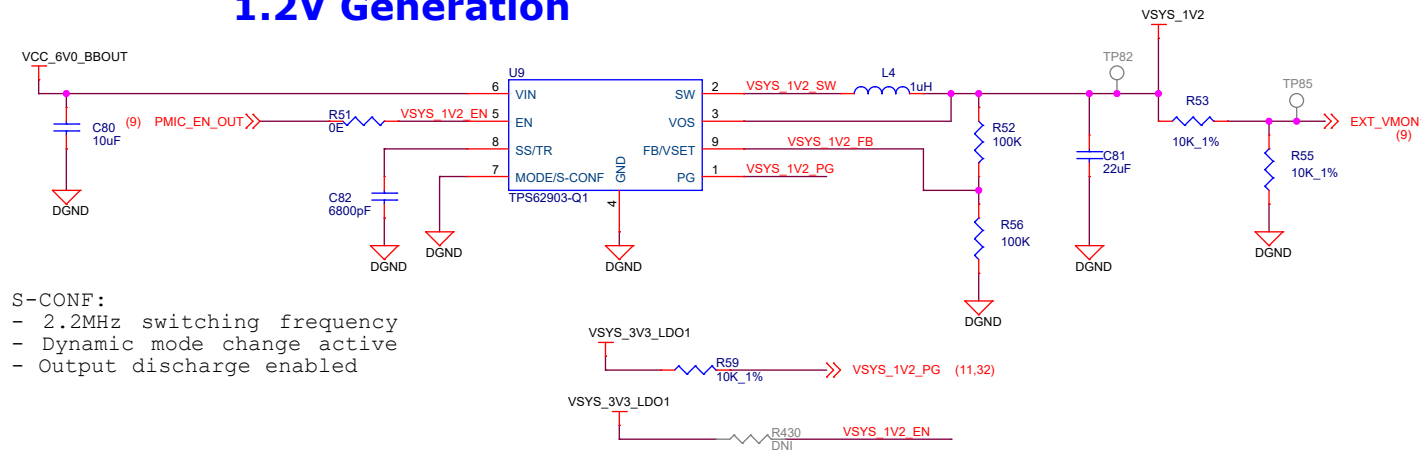 1.2V Generation
VSYS_1V2
VCC_6V0_BBOUT
TP82
TP85
U9
L4
1uH
6
VIN
SW
2
VSYS_1V2_SW
C80
10uF
(9) PMIC_EN_OUT
R51
0E
VSYS_1V2_EN
5
EN
VOS
3
R52
100K
R53
10K_1%
EXT_VMON
(9)
8
SS/TR
FB/VSET
9
VSYS_1V2_FB
C81
22uF
R55
10K_1%
7
MODE/S-CONF
GND
PG
1
VSYS_1V2_PG
TPS62903-Q1
4
C82
6800pF
DGND
R56
100K
DGND
DGND
DGND
DGND
DGND
DGND
S-CONF:
- 2.2MHz switching frequency
- Dynamic mode change active
- Output discharge enabled
VSYS_3V3_LDO1
R59
10K_1%
VSYS_1V2_PG (11,32)
VSYS_3V3_LDO1
R430
DNI
VSYS_1V2_EN